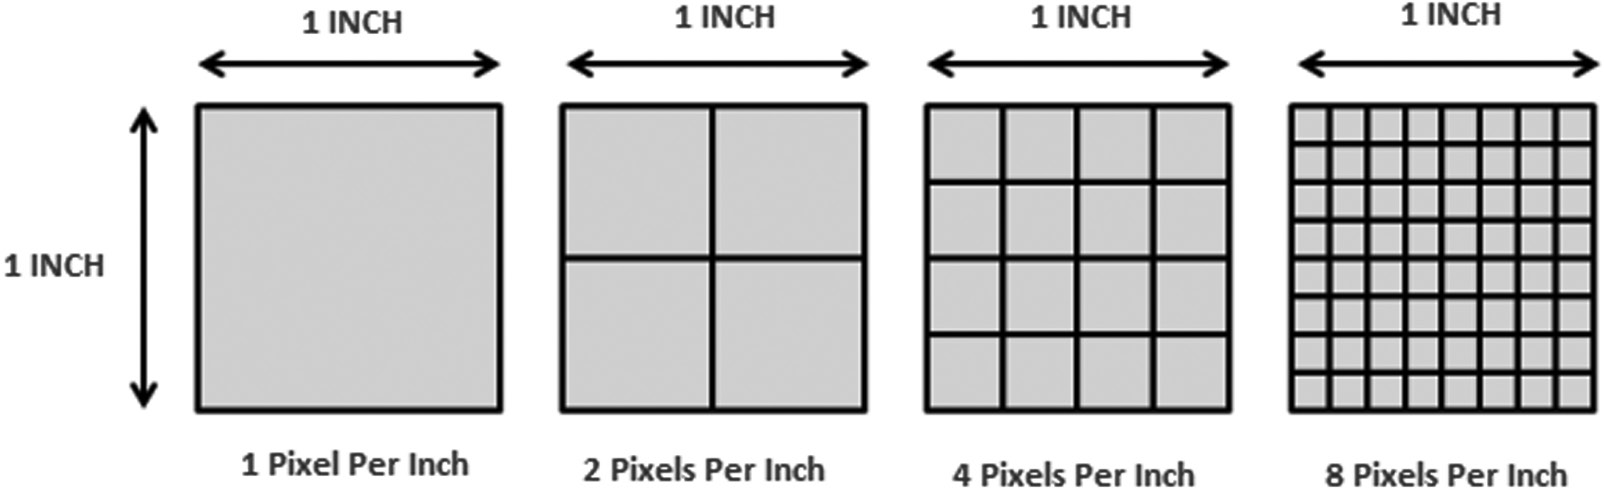 1 INCH
1 INCH
1 INCH
1 INCH
1 INCH
1 Pixel Per Inch
2 Pixels Per Inch
4 Pixels Per Inch
8 Pixels Per Inch